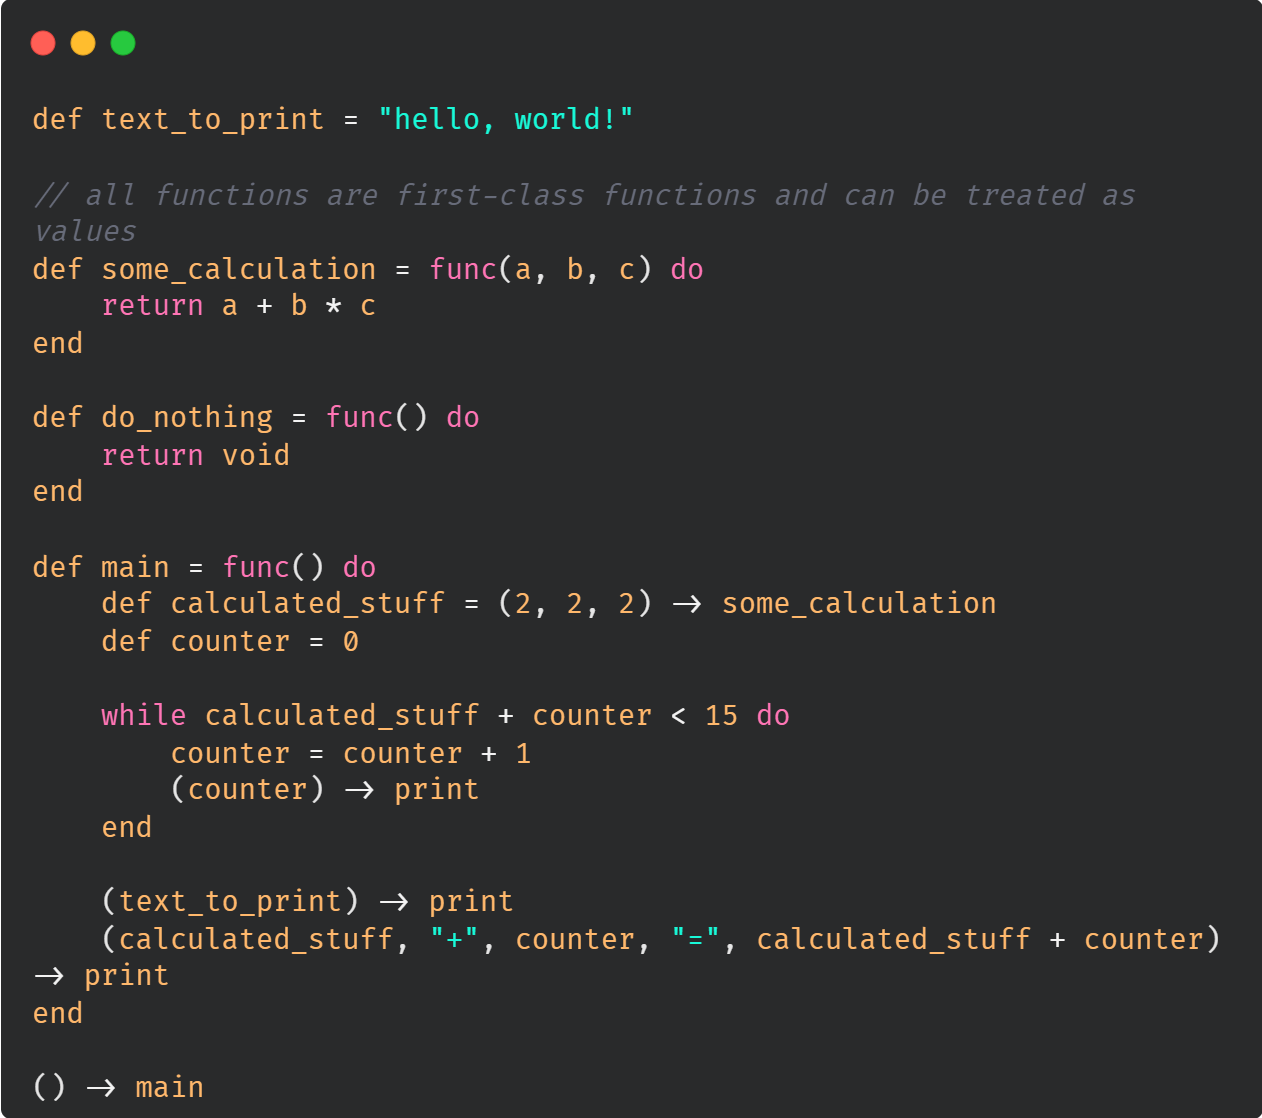 def text_to_print = "hello, world!"
// all functions are first-class functions and can be treated as
values
def some_calculation = func(a, b, c) do
    return a + b * c
end
def do_nothing = func() do
    return void
end
def main = func() do
    def calculated_stuff = (2, 2, 2) -> some_calculation
    def counter = 0
    while calculated_stuff + counter < 15 do
        counter = counter + 1
        (counter) -> print
    end
    (text_to_print) -> print
    (calculated_stuff, "+", counter, "=", calculated_stuff + counter)
-> print
end
() -> main